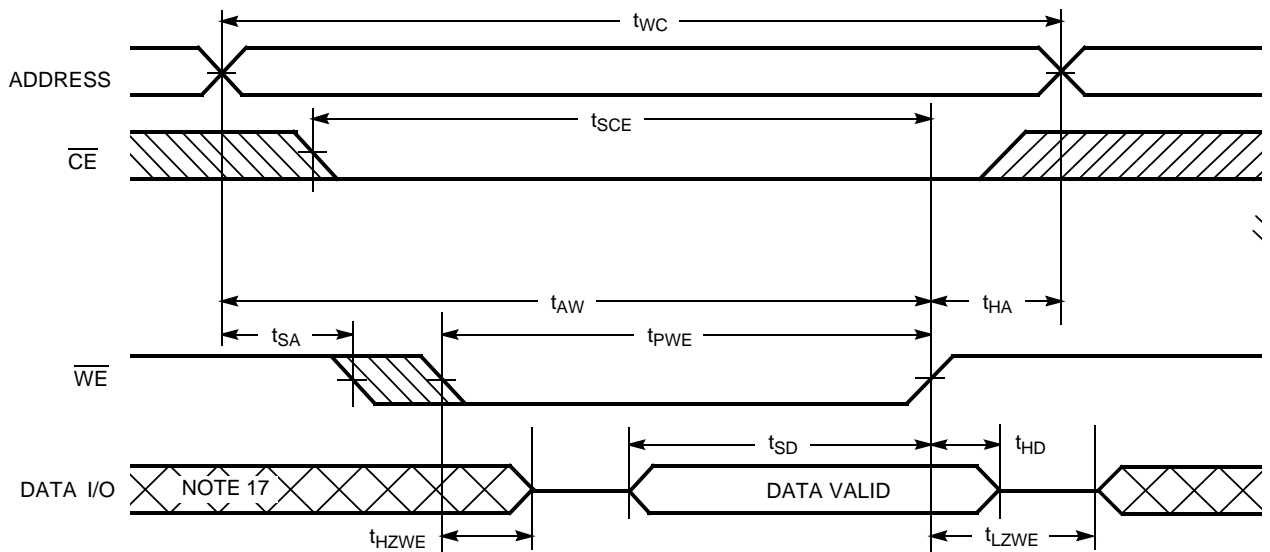 tWC
ADDRESS
tSCE
CE
tAW
tHA
tSA
tPWE
WE
tSD
tHD
DATA I/O
NOTE 17
DATA VALID
tHZWE
tLZWE